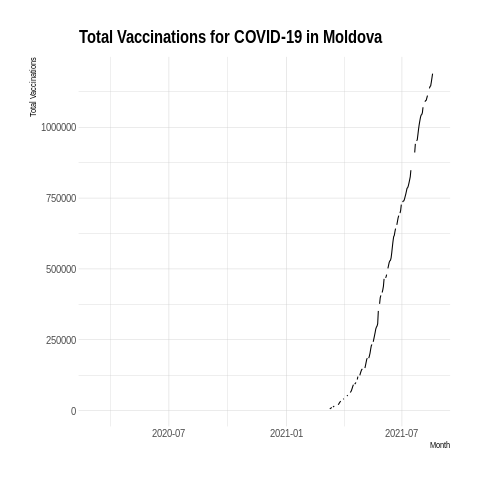 Total Vaccinations for COVID-19 in Moldova
Total Vaccinations
1000000
750000
500000
250000
0
2020-07 2021-01 2021-07
Month